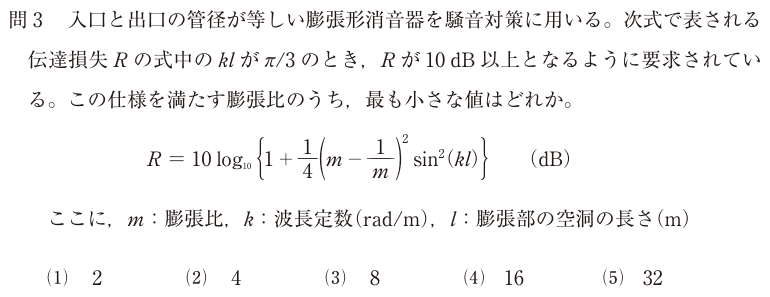 問3　入口と出口の管径が等しい膨張形消音器を騒音対策に用いる。次式で表される
伝達損失 R の式中の kl が π/3 のとき，R が 10 dB 以上となるように要求されてい
る。この仕様を満たす膨張比のうち，最も小さな値はどれか。
R = 10 log₁₀{1 + 1/4(m − 1/m)² sin²(kl)}　　(dB)
ここに，m：膨張比，k：波長定数(rad/m)，l：膨張部の空洞の長さ(m)
(1)　2　　(2)　4　　(3)　8　　(4)　16　　(5)　32